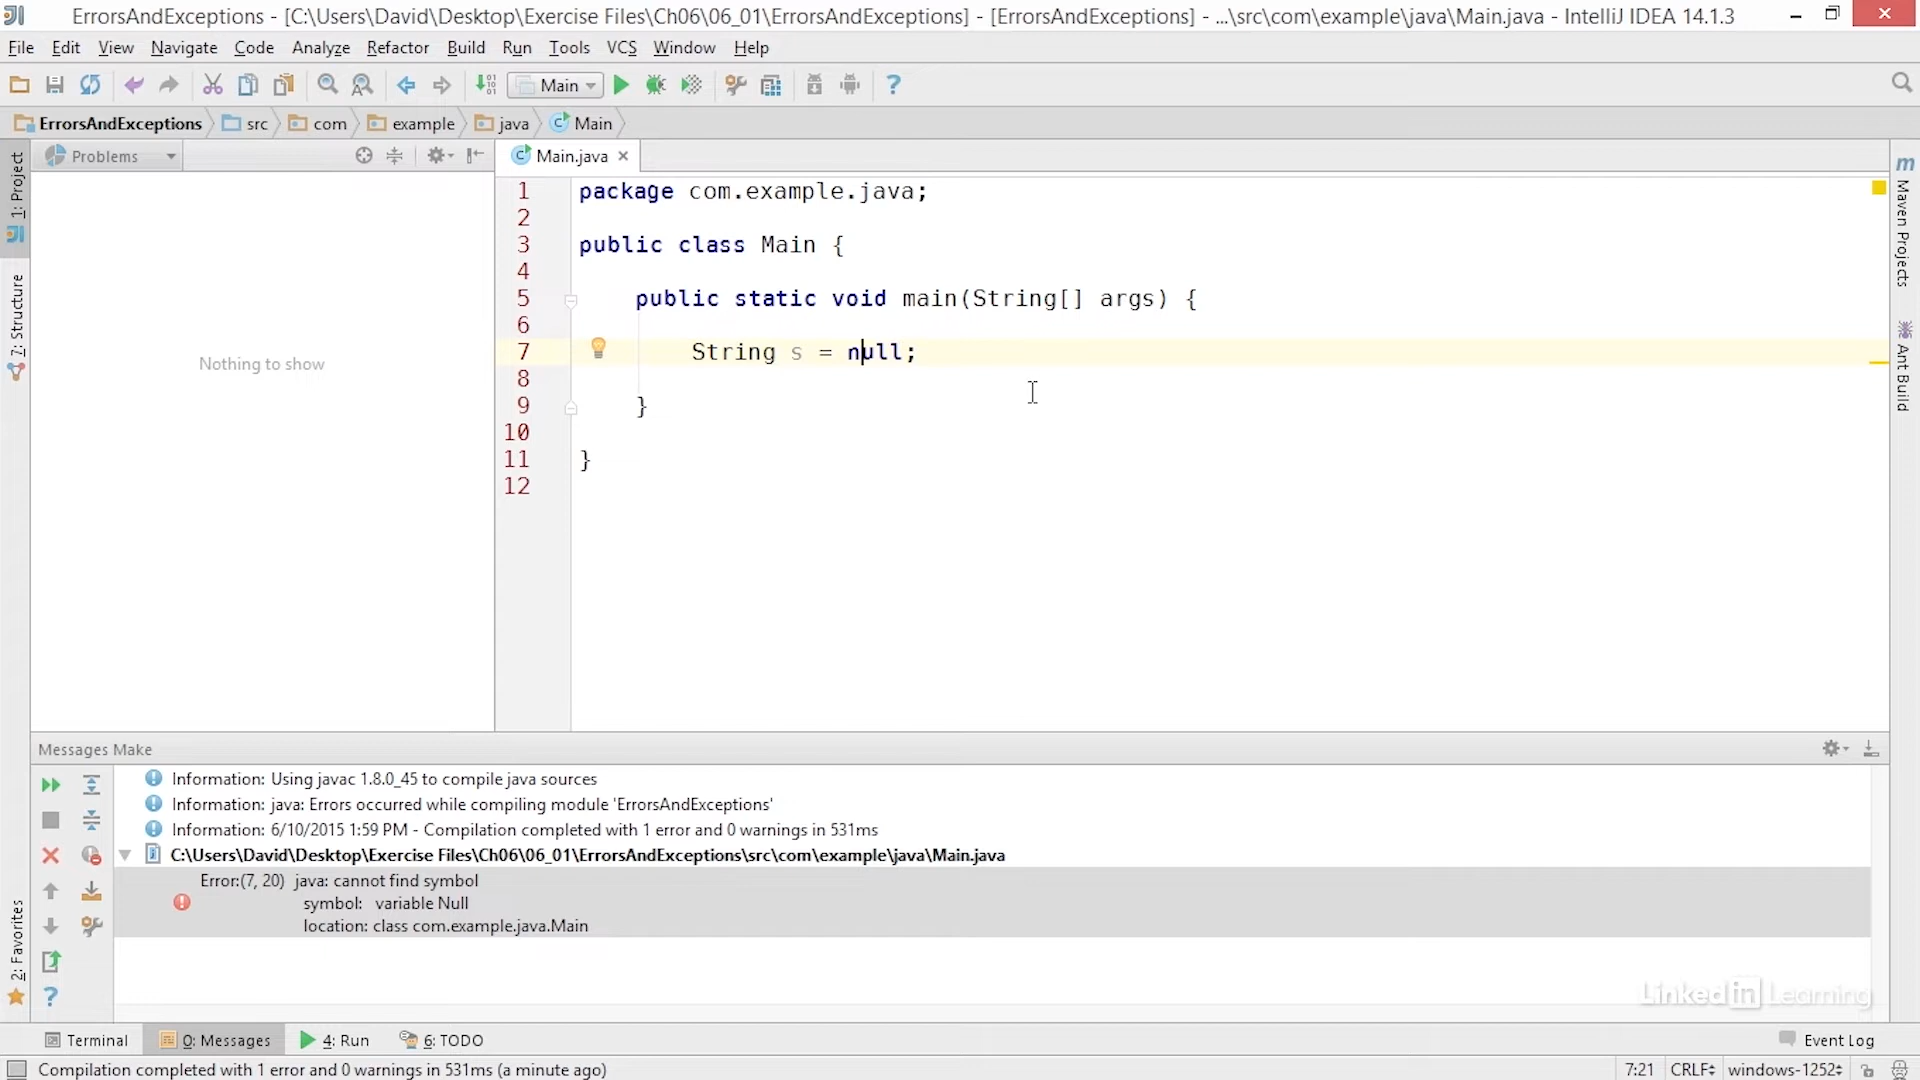 ErrorsAndExceptions - [C:\Users\David\Desktop\Exercise Files\Ch06\06_01\ErrorsAndExceptions] - [ErrorsAndExceptions] - ...\src\com\example\java\Main.java - IntelliJ IDEA 14.1.3
File Edit View Navigate Code Analyze Refactor Build Run Tools VCS Window Help
Main
ErrorsAndExceptions src com example java Main
1: Project
7: Structure
2: Favorites
Problems
Nothing to show
Main.java
1 package com.example.java;
2
3 public class Main {
4
5 public static void main(String[] args) {
6
7 String s = null;
8
9 }
10
11 }
12
Maven Projects
Ant Build
Messages Make
Information: Using javac 1.8.0_45 to compile java sources
Information: java: Errors occurred while compiling module 'ErrorsAndExceptions'
Information: 6/10/2015 1:59 PM - Compilation completed with 1 error and 0 warnings in 531ms
C:\Users\David\Desktop\Exercise Files\Ch06\06_01\ErrorsAndExceptions\src\com\example\java\Main.java
Error:(7, 20) java: cannot find symbol
symbol: variable Null
location: class com.example.java.Main
Linked in Learning
Terminal 0: Messages 4: Run 6: TODO Event Log
Compilation completed with 1 error and 0 warnings in 531ms (a minute ago) 7:21 CRLF windows-1252